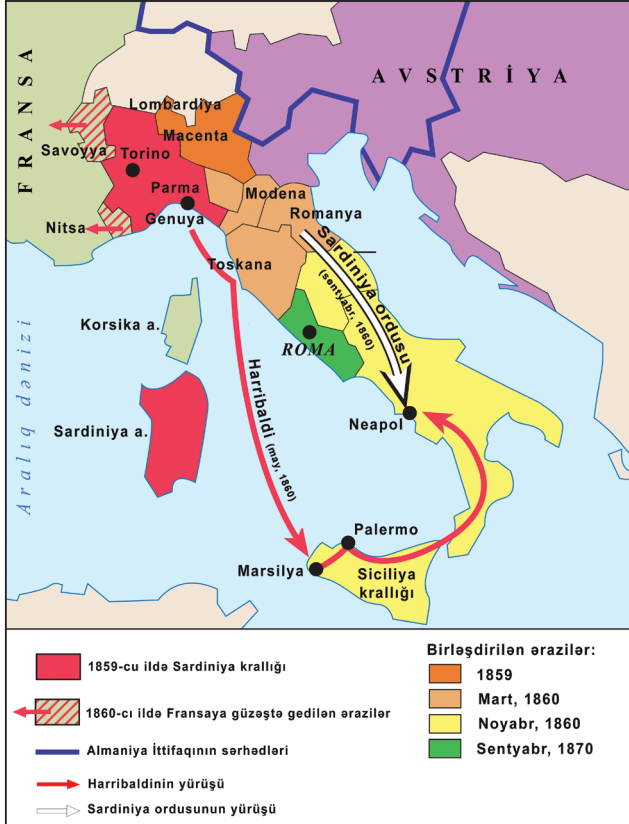 FRANSA
AVSTRİYA
Lombardiya
Macenta
Savoyya
Torino
Parma
Modena
Nitsa
Genuya
Romanya
Toskana
Sardiniya ordusu
(sentyabr, 1860)
Korsika a.
ROMA
Aralıq dənizi
Harribaldi (may, 1860)
Sardiniya a.
Neapol
Palermo
Marsilya
Siciliya
krallığı
1859-cu ildə Sardiniya krallığı
1860-cı ildə Fransaya güzəştə gedilən ərazilər
Almaniya İttifaqının sərhədləri
Harribaldinin yürüşü
Sardiniya ordusunun yürüşü
Birləşdirilən ərazilər:
1859
Mart, 1860
Noyabr, 1860
Sentyabr, 1870